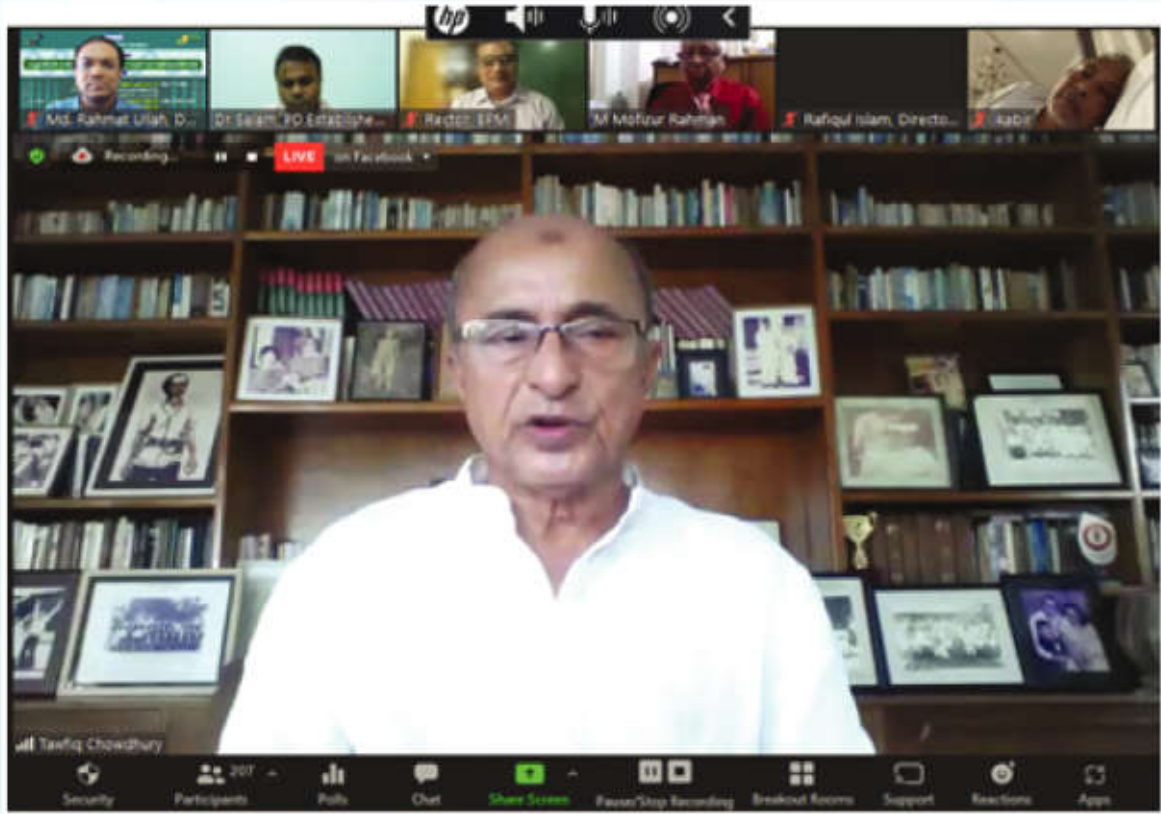 hp
Md. Rahmat Ullah, D...
Dr Salam, PD Establishe...
Rector, BPMI
M Mofizur Rahman
Rafiqul Islam, Directo...
kabir
Recording...
LIVE on Facebook
Tawfiq Chowdhury
207
Security
Participants
Polls
Chat
Share Screen
Pause/Stop Recording
Breakout Rooms
Support
Reactions
Apps